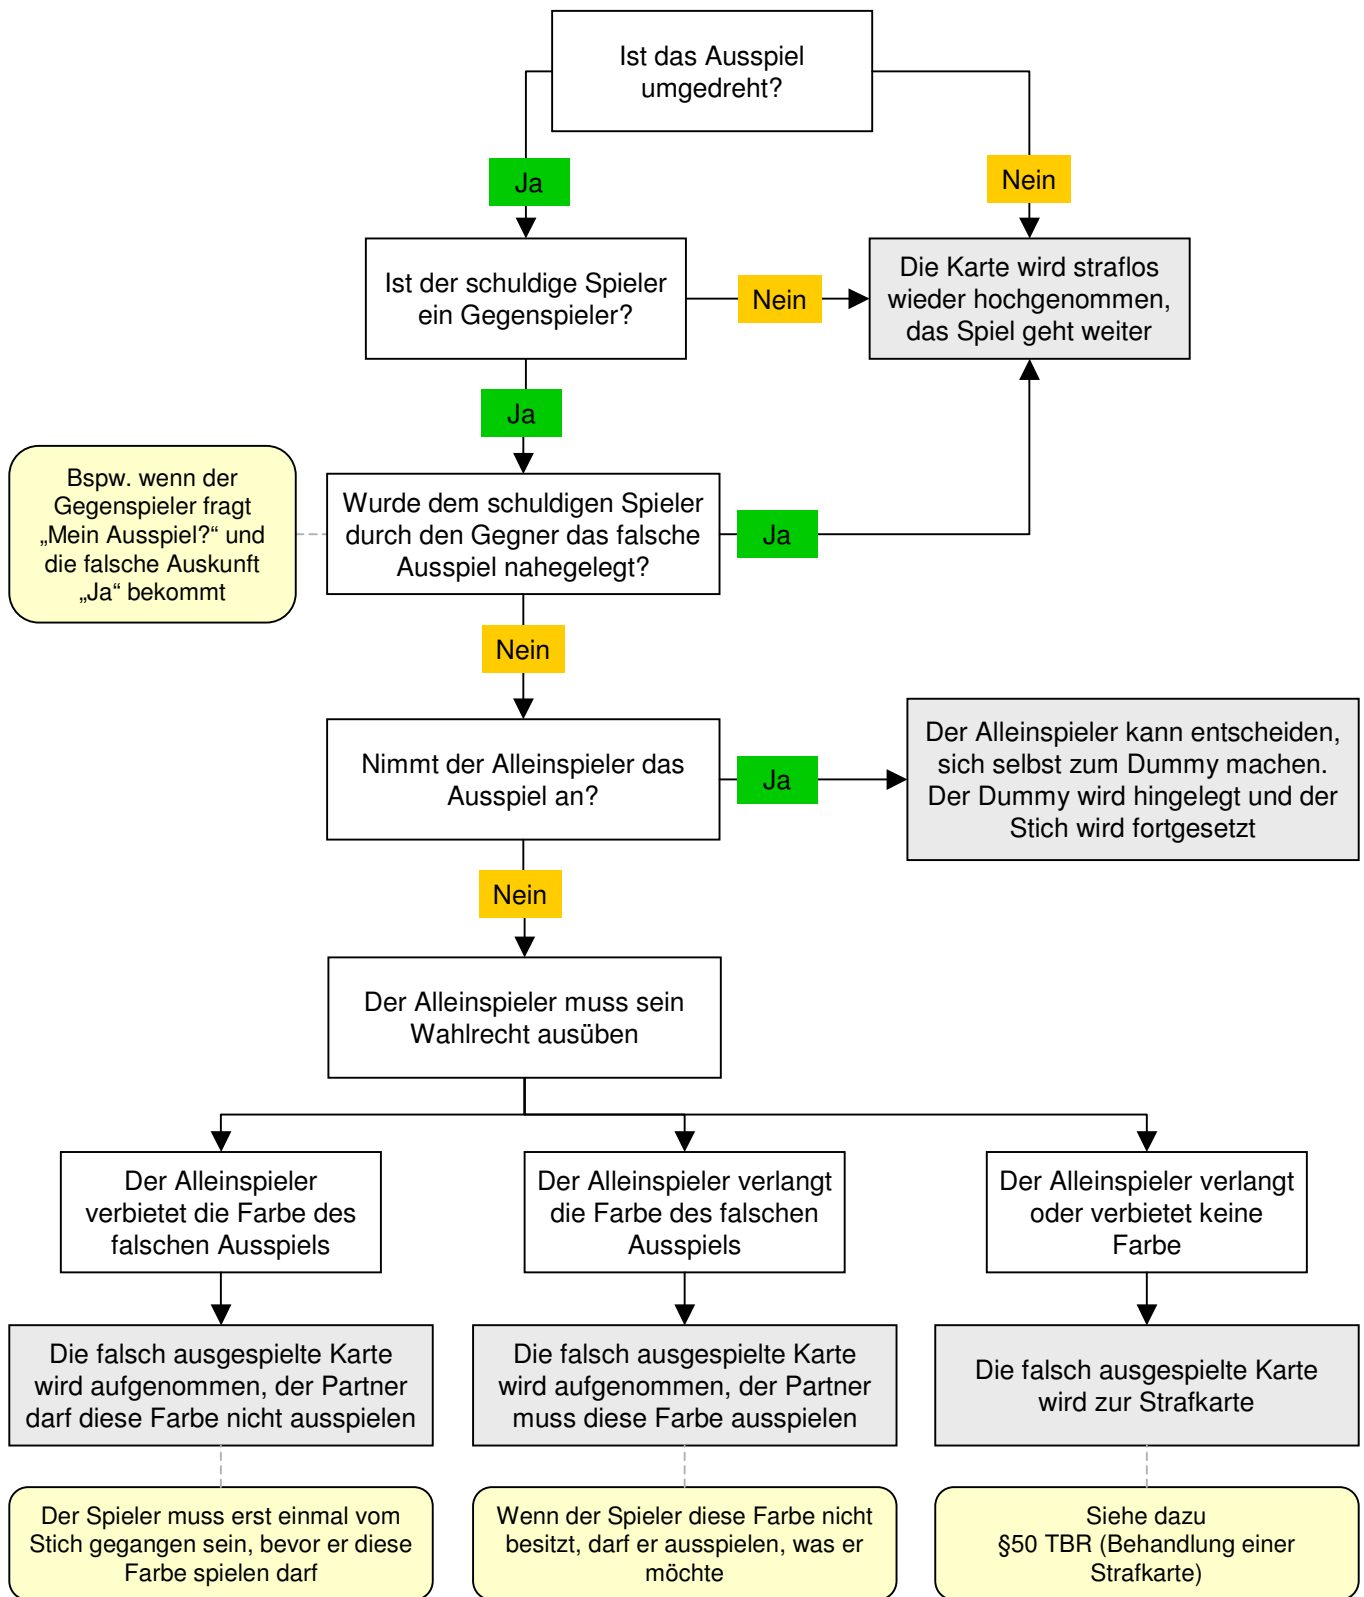 Ist das Ausspiel
umgedreht?
Ja
Nein
Ist der schuldige Spieler
ein Gegenspieler?
Nein
Die Karte wird straflos
wieder hochgenommen,
das Spiel geht weiter
Ja
Bspw. wenn der
Gegenspieler fragt
„Mein Ausspiel?“ und
die falsche Auskunft
„Ja“ bekommt
Wurde dem schuldigen Spieler
durch den Gegner das falsche
Ausspiel nahegelegt?
Ja
Nein
Nimmt der Alleinspieler das
Ausspiel an?
Ja
Der Alleinspieler kann entscheiden,
sich selbst zum Dummy machen.
Der Dummy wird hingelegt und der
Stich wird fortgesetzt
Nein
Der Alleinspieler muss sein
Wahlrecht ausüben
Der Alleinspieler
verbietet die Farbe des
falschen Ausspiels
Der Alleinspieler verlangt
die Farbe des falschen
Ausspiels
Der Alleinspieler verlangt
oder verbietet keine
Farbe
Die falsch ausgespielte Karte
wird aufgenommen, der Partner
darf diese Farbe nicht ausspielen
Die falsch ausgespielte Karte
wird aufgenommen, der Partner
muss diese Farbe ausspielen
Die falsch ausgespielte Karte
wird zur Strafkarte
Der Spieler muss erst einmal vom
Stich gegangen sein, bevor er diese
Farbe spielen darf
Wenn der Spieler diese Farbe nicht
besitzt, darf er ausspielen, was er
möchte
Siehe dazu
§50 TBR (Behandlung einer
Strafkarte)